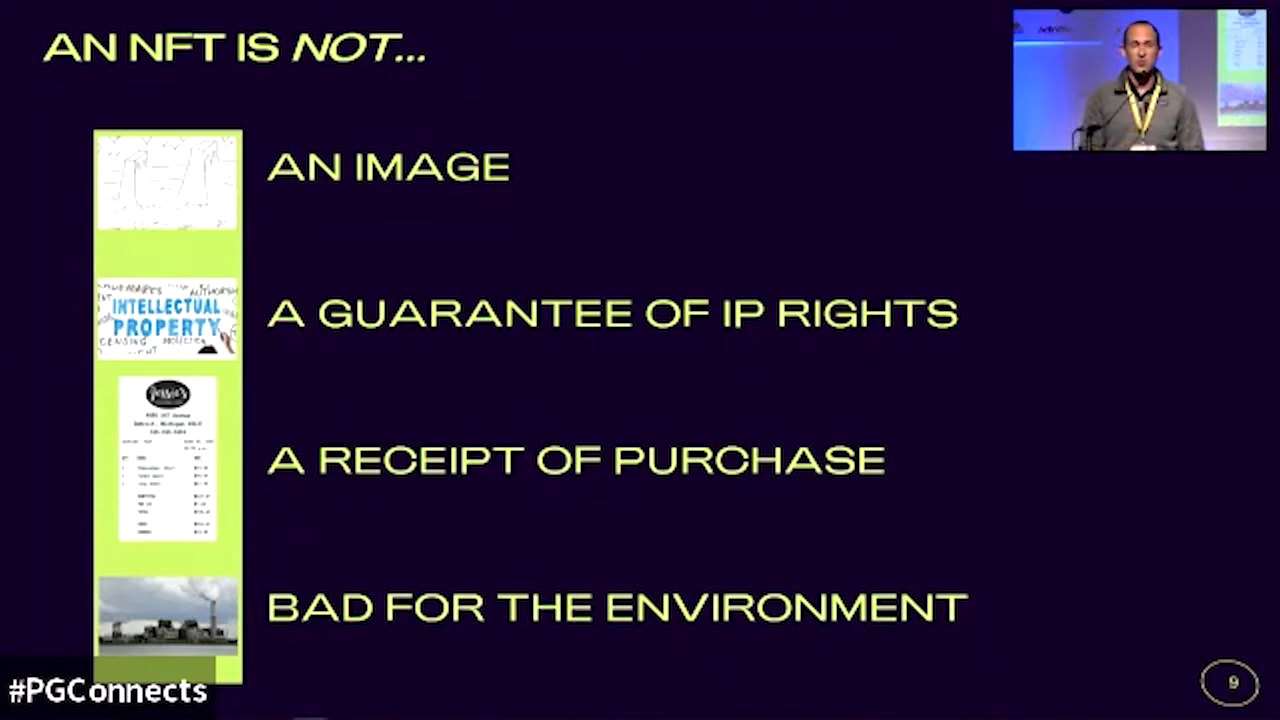 AN NFT IS NOT...
AN IMAGE
INTELLECTUAL
PROPERTY
A GUARANTEE OF IP RIGHTS
Jessie's
A RECEIPT OF PURCHASE
BAD FOR THE ENVIRONMENT
#PGConnects
9